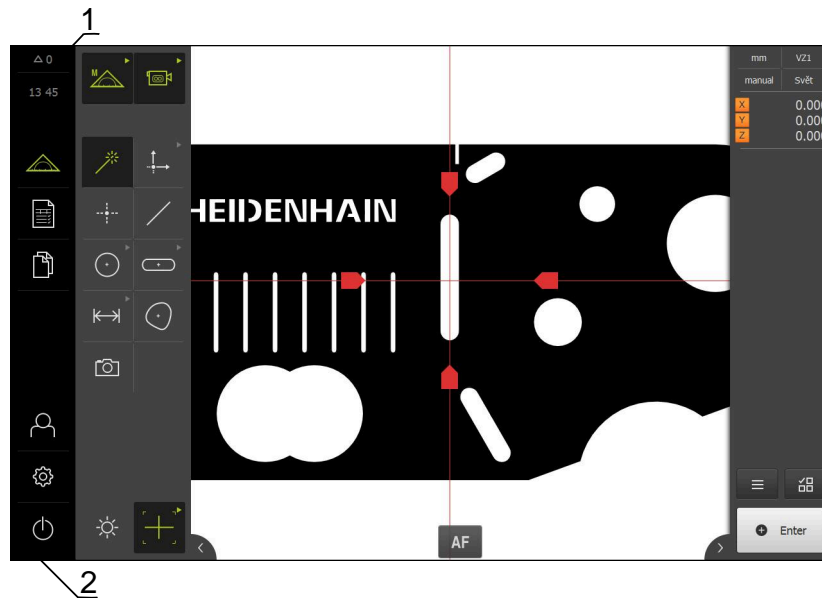 1
0
13 45
M
mm VZ1
manual Svět
X 0.000
Y 0.000
Z 0.000
HEIDENHAIN
AF
Enter
2